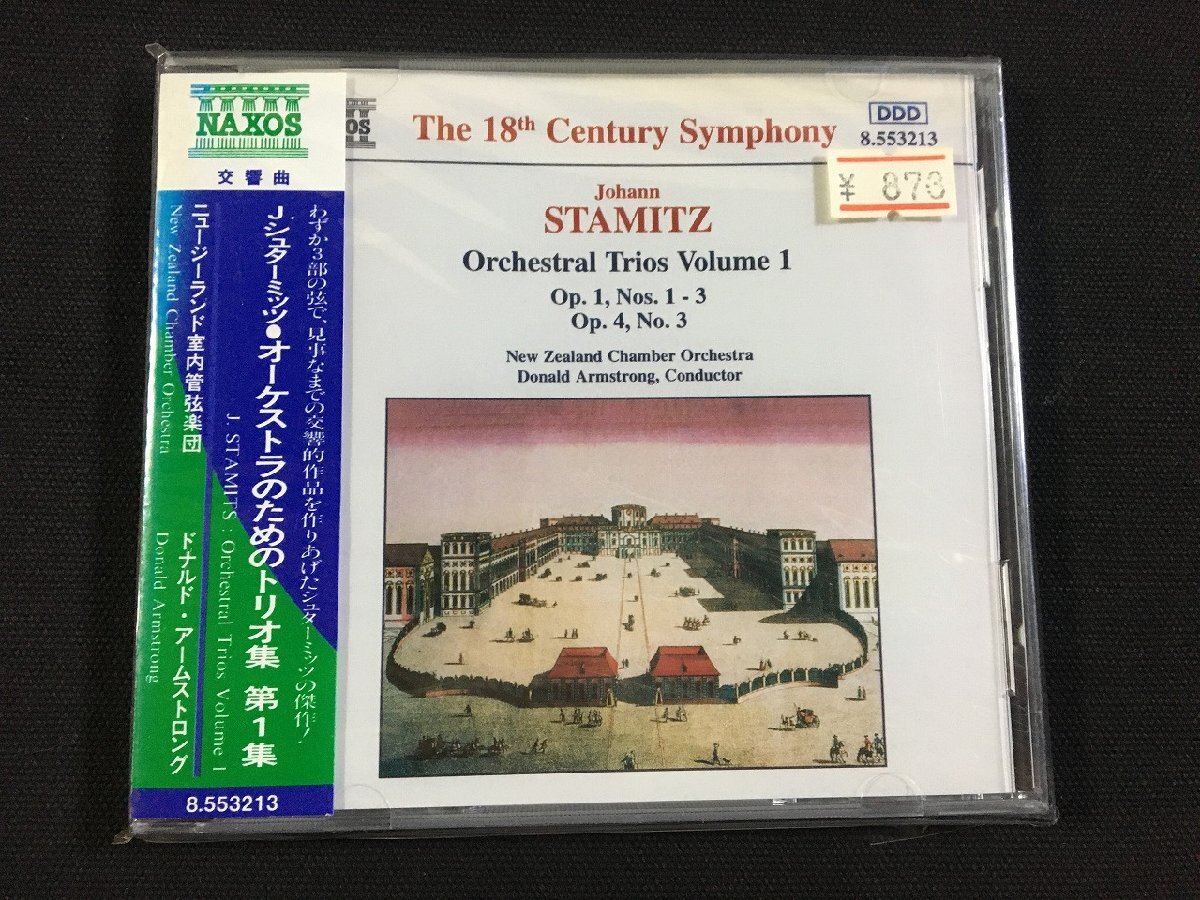 NAXOS
交響曲
わずか3部の弦で、見事なまでの交響的作品を作りあげたシュターミッツの傑作!
Jシュターミッツ●オーケストラのためのトリオ集 第1集
J. STAMITS : Orchestral Trios Volume 1
ニュージーランド室内管弦楽団
New Zealand Chamber Orchestra
ドナルド・アームストロング
Donald Armstrong
8.553213
OS
The 18th Century Symphony
DDD
8.553213
¥ 873
Johann
STAMITZ
Orchestral Trios Volume 1
Op. 1, Nos. 1 - 3
Op. 4, No. 3
New Zealand Chamber Orchestra
Donald Armstrong, Conductor